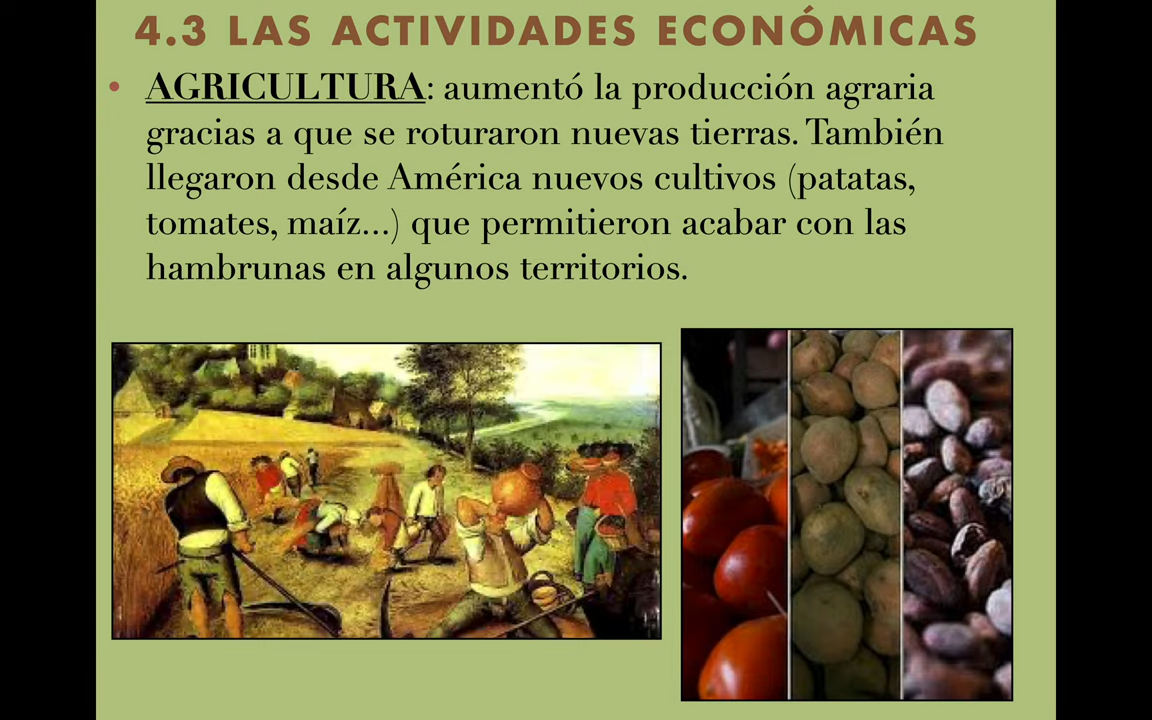 4.3 LAS ACTIVIDADES ECONÓMICAS
• AGRICULTURA: aumentó la producción agraria
gracias a que se roturaron nuevas tierras. También
llegaron desde América nuevos cultivos (patatas,
tomates, maíz...) que permitieron acabar con las
hambrunas en algunos territorios.